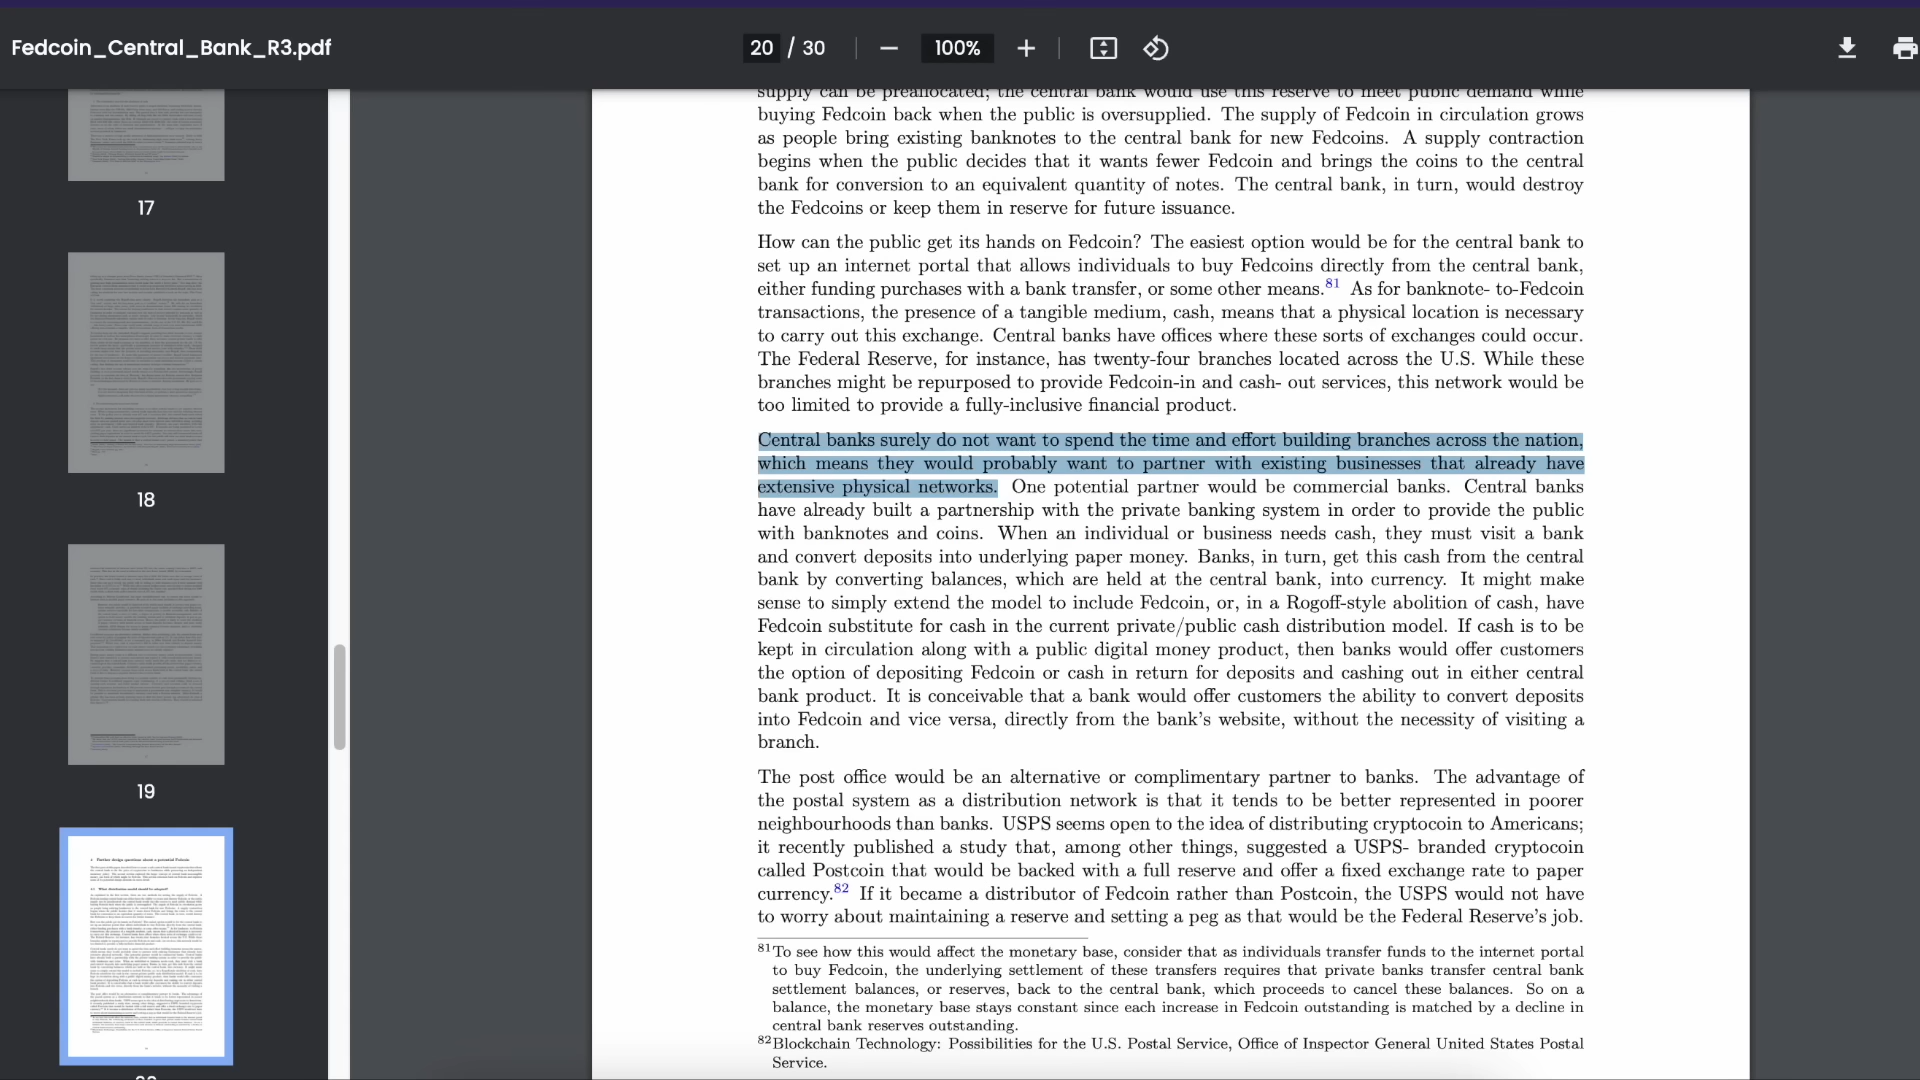 Fedcoin_Central_Bank_R3.pdf
20 / 30
100%
17
18
19
supply can be preallocated; the central bank would use this reserve to meet public demand while
buying Fedcoin back when the public is oversupplied. The supply of Fedcoin in circulation grows
as people bring existing banknotes to the central bank for new Fedcoins. A supply contraction
begins when the public decides that it wants fewer Fedcoin and brings the coins to the central
bank for conversion to an equivalent quantity of notes. The central bank, in turn, would destroy
the Fedcoins or keep them in reserve for future issuance.
How can the public get its hands on Fedcoin? The easiest option would be for the central bank to
set up an internet portal that allows individuals to buy Fedcoins directly from the central bank,
either funding purchases with a bank transfer, or some other means.81 As for banknote- to-Fedcoin
transactions, the presence of a tangible medium, cash, means that a physical location is necessary
to carry out this exchange. Central banks have offices where these sorts of exchanges could occur.
The Federal Reserve, for instance, has twenty-four branches located across the U.S. While these
branches might be repurposed to provide Fedcoin-in and cash- out services, this network would be
too limited to provide a fully-inclusive financial product.
Central banks surely do not want to spend the time and effort building branches across the nation,
which means they would probably want to partner with existing businesses that already have
extensive physical networks. One potential partner would be commercial banks. Central banks
have already built a partnership with the private banking system in order to provide the public
with banknotes and coins. When an individual or business needs cash, they must visit a bank
and convert deposits into underlying paper money. Banks, in turn, get this cash from the central
bank by converting balances, which are held at the central bank, into currency. It might make
sense to simply extend the model to include Fedcoin, or, in a Rogoff-style abolition of cash, have
Fedcoin substitute for cash in the current private/public cash distribution model. If cash is to be
kept in circulation along with a public digital money product, then banks would offer customers
the option of depositing Fedcoin or cash in return for deposits and cashing out in either central
bank product. It is conceivable that a bank would offer customers the ability to convert deposits
into Fedcoin and vice versa, directly from the bank's website, without the necessity of visiting a
branch.
The post office would be an alternative or complimentary partner to banks. The advantage of
the postal system as a distribution network is that it tends to be better represented in poorer
neighbourhoods than banks. USPS seems open to the idea of distributing cryptocoin to Americans;
it recently published a study that, among other things, suggested a USPS- branded cryptocoin
called Postcoin that would be backed with a full reserve and offer a fixed exchange rate to paper
currency.82 If it became a distributor of Fedcoin rather than Postcoin, the USPS would not have
to worry about maintaining a reserve and setting a peg as that would be the Federal Reserve's job.
81To see how this would affect the monetary base, consider that as individuals transfer funds to the internet portal
to buy Fedcoin, the underlying settlement of these transfers requires that private banks transfer central bank
settlement balances, or reserves, back to the central bank, which proceeds to cancel these balances. So on a
balance, the monetary base stays constant since each increase in Fedcoin outstanding is matched by a decline in
central bank reserves outstanding.
82Blockchain Technology: Possibilities for the U.S. Postal Service, Office of Inspector General United States Postal
Service.